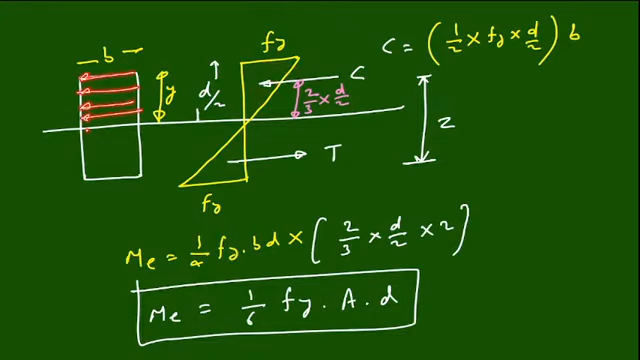 C = (1/2 × fy × d/2) b
b
fy
y
d/2
C
2/3 × d/2
z
T
fy
Me = 1/4 fy. bd × (2/3 × d/2 × 2)
Me = 1/6 fy. A. d